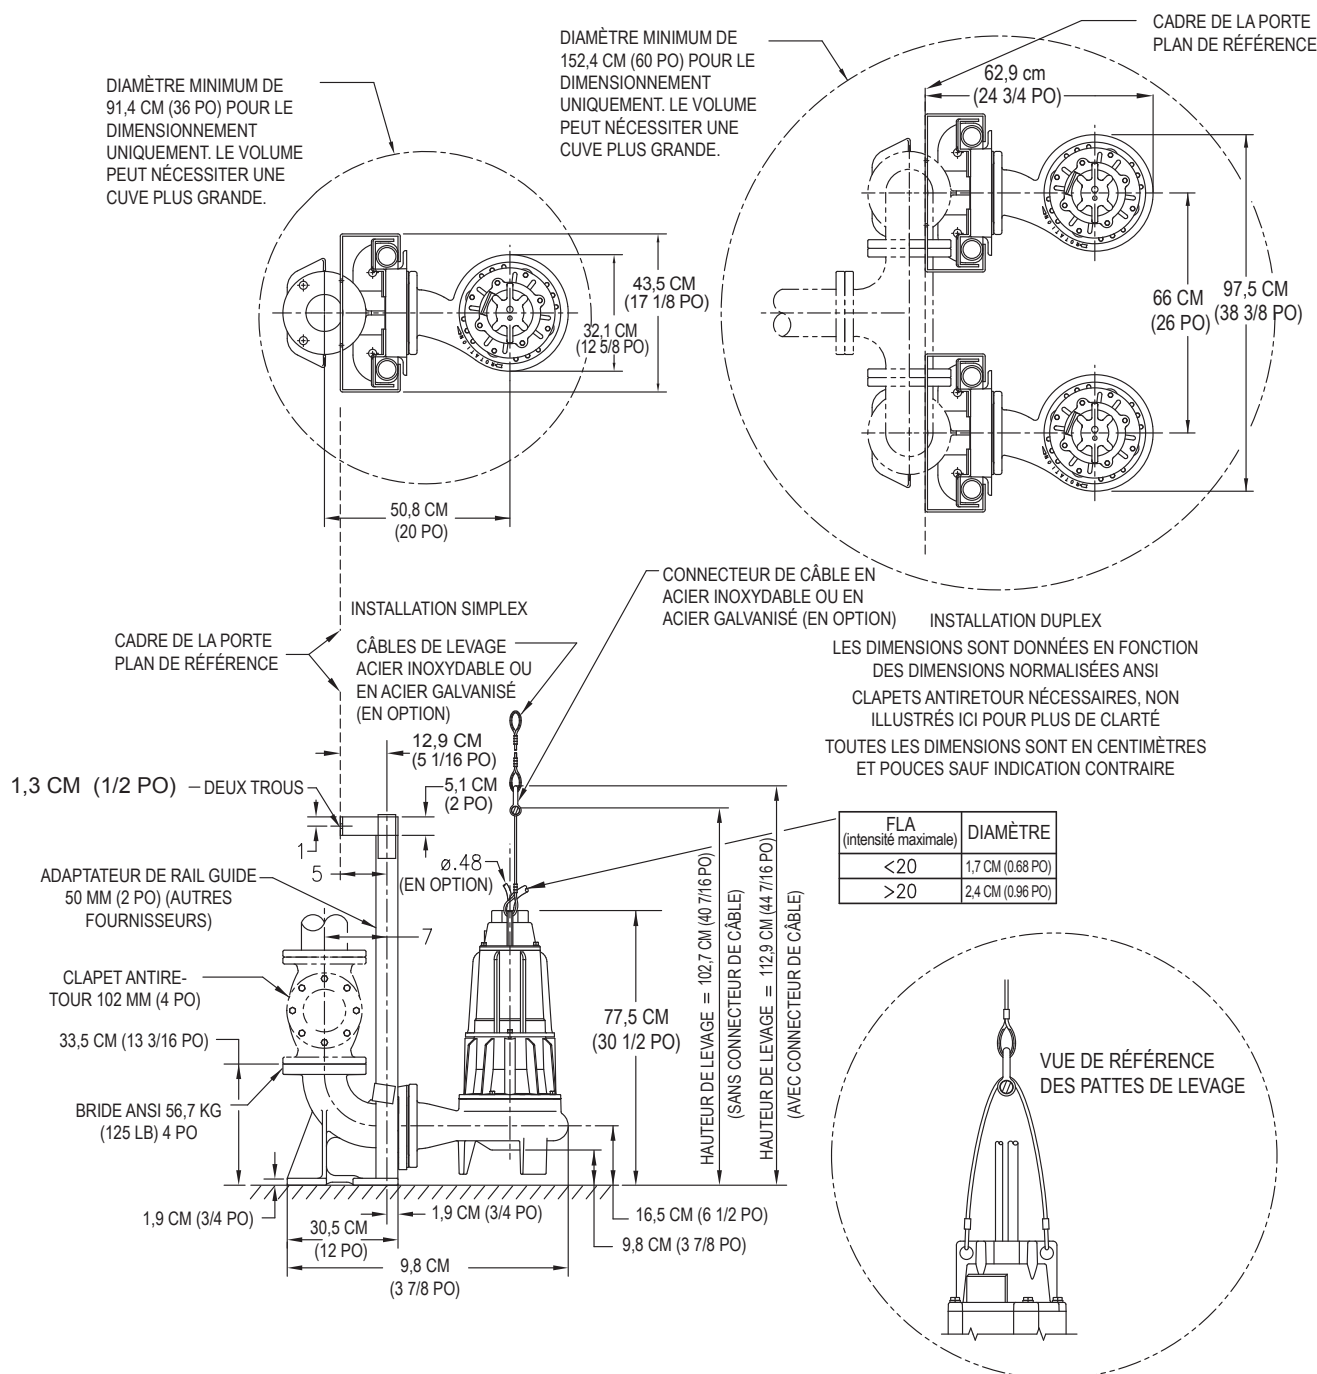 CADRE DE LA PORTE
PLAN DE RÉFÉRENCE
DIAMÈTRE MINIMUM DE
152,4 CM (60 PO) POUR LE
DIMENSIONNEMENT
UNIQUEMENT. LE VOLUME
PEUT NÉCESSITER UNE
CUVE PLUS GRANDE.
62,9 cm
(24 3/4 PO)
DIAMÈTRE MINIMUM DE
91,4 CM (36 PO) POUR LE
DIMENSIONNEMENT
UNIQUEMENT. LE VOLUME
PEUT NÉCESSITER UNE
CUVE PLUS GRANDE.
43,5 CM
(17 1/8 PO)
32,1 CM
(12 5/8 PO)
66 CM
(26 PO)
97,5 CM
(38 3/8 PO)
50,8 CM
(20 PO)
INSTALLATION SIMPLEX
CONNECTEUR DE CÂBLE EN
ACIER INOXYDABLE OU EN
ACIER GALVANISÉ (EN OPTION)
INSTALLATION DUPLEX
LES DIMENSIONS SONT DONNÉES EN FONCTION
DES DIMENSIONS NORMALISÉES ANSI
CLAPETS ANTIRETOUR NÉCESSAIRES, NON
ILLUSTRÉS ICI POUR PLUS DE CLARTÉ
TOUTES LES DIMENSIONS SONT EN CENTIMÈTRES
ET POUCES SAUF INDICATION CONTRAIRE
CADRE DE LA PORTE
PLAN DE RÉFÉRENCE
CÂBLES DE LEVAGE
ACIER INOXYDABLE OU
EN ACIER GALVANISÉ
(EN OPTION)
12,9 CM
(5 1/16 PO)
1,3 CM (1/2 PO)
DEUX TROUS
5,1 CM
(2 PO)
1
5
ø.48
(EN OPTION)
FLA
(intensité maximale)
DIAMÈTRE
<20
1,7 CM (0.68 PO)
>20
2,4 CM (0.96 PO)
ADAPTATEUR DE RAIL GUIDE
50 MM (2 PO) (AUTRES
FOURNISSEURS)
7
CLAPET ANTIRE-
TOUR 102 MM (4 PO)
33,5 CM (13 3/16 PO)
BRIDE ANSI 56,7 KG
(125 LB) 4 PO
77,5 CM
(30 1/2 PO)
HAUTEUR DE LEVAGE = 102,7 CM (40 7/16 PO)
(SANS CONNECTEUR DE CÂBLE)
HAUTEUR DE LEVAGE = 112,9 CM (44 7/16 PO)
(AVEC CONNECTEUR DE CÂBLE)
VUE DE RÉFÉRENCE
DES PATTES DE LEVAGE
1,9 CM (3/4 PO)
30,5 CM
(12 PO)
1,9 CM (3/4 PO)
16,5 CM (6 1/2 PO)
9,8 CM (3 7/8 PO)
9,8 CM
(3 7/8 PO)